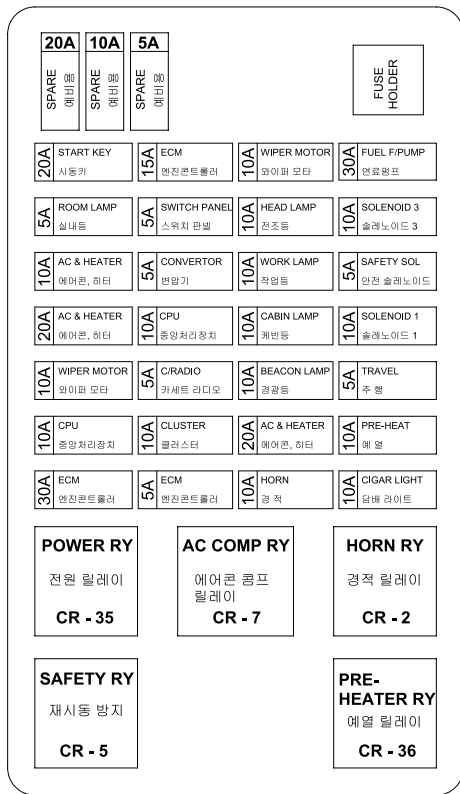 20A 10A 5A
SPARE 예비용 SPARE 예비용 SPARE 예비용
FUSE
HOLDER
20A START KEY
시동키
15A ECM
엔진콘트롤러
10A WIPER MOTOR
와이퍼 모타
30A FUEL F/PUMP
연료펌프
5A ROOM LAMP
실내등
5A SWITCH PANEL
스위치 판넬
10A HEAD LAMP
전조등
10A SOLENOID 3
솔레노이드 3
10A AC & HEATER
에어콘, 히터
5A CONVERTOR
변압기
10A WORK LAMP
작업등
5A SAFETY SOL
안전 솔레노이드
20A AC & HEATER
에어콘, 히터
10A CPU
중앙처리장치
10A CABIN LAMP
케빈등
10A SOLENOID 1
솔레노이드 1
10A WIPER MOTOR
와이퍼 모타
5A C/RADIO
카세트 라디오
10A BEACON LAMP
경광등
5A TRAVEL
주 행
10A CPU
중앙처리장치
10A CLUSTER
클러스터
20A AC & HEATER
에어콘, 히터
10A PRE-HEAT
예 열
30A ECM
엔진콘트롤러
5A ECM
엔진콘트롤러
10A HORN
경 적
10A CIGAR LIGHT
담배 라이트
POWER RY
전원 릴레이
CR - 35
AC COMP RY
에어콘 콤프
릴레이
CR - 7
HORN RY
경적 릴레이
CR - 2
SAFETY RY
재시동 방지
CR - 5
PRE-
HEATER RY
예열 릴레이
CR - 36